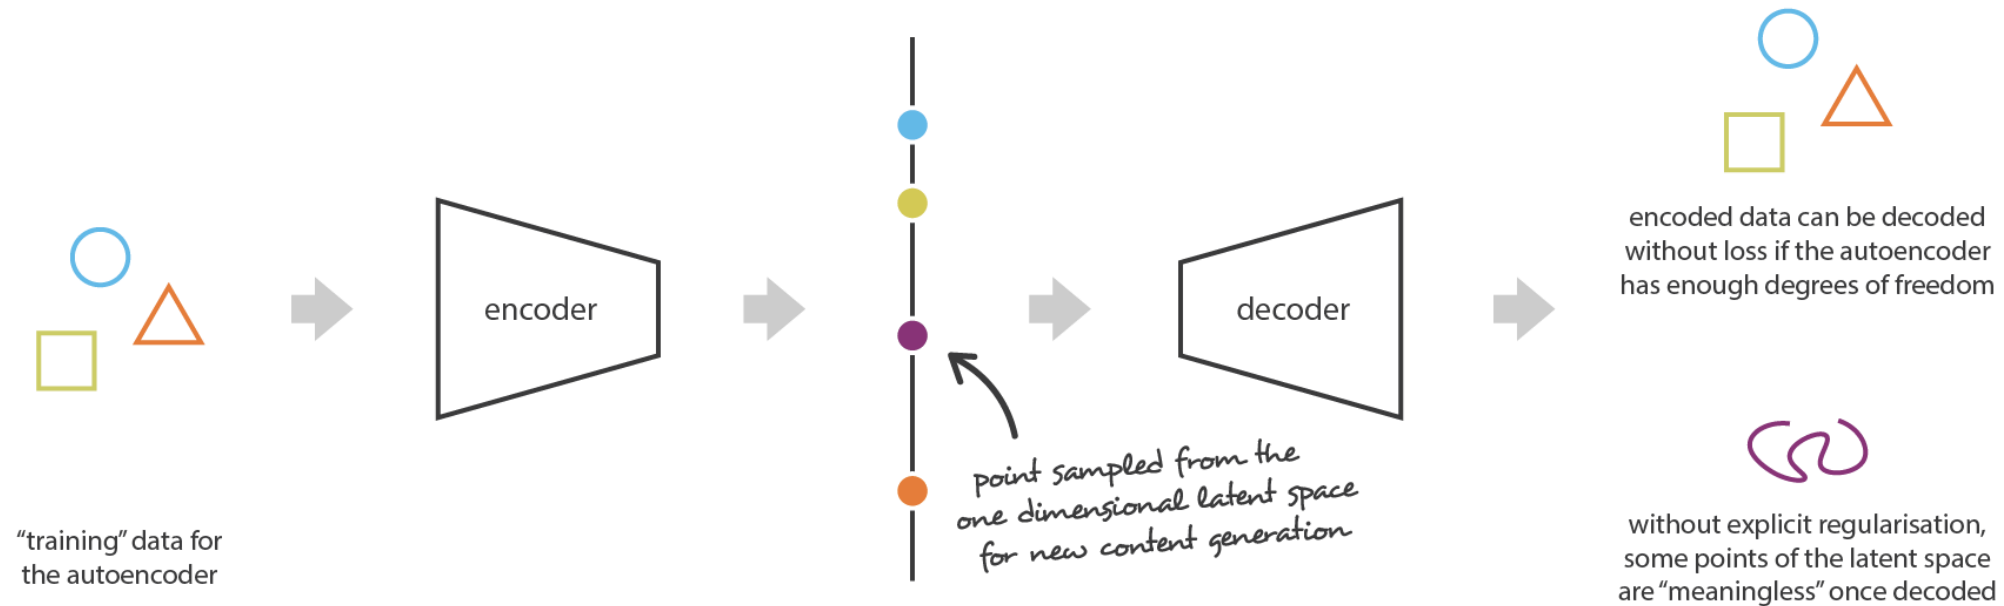 encoder
decoder
encoded data can be decoded
without loss if the autoencoder
has enough degrees of freedom
point sampled from the
one dimensional latent space
for new content generation
“training” data for
the autoencoder
without explicit regularisation,
some points of the latent space
are “meaningless” once decoded